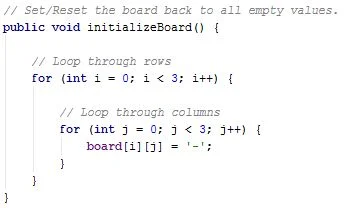 // Set/Reset the board back to all empty values.
public void initializeBoard() {
// Loop through rows
for (int i = 0; i < 3; i++) {
// Loop through columns
for (int j = 0; j < 3; j++) {
board[i][j] = '-';
}
}
}